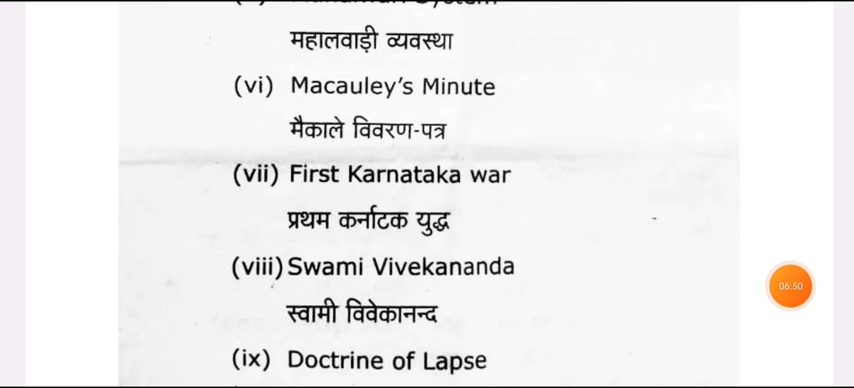 महालवाड़ी व्यवस्था
(vi) Macauley's Minute
मैकाले विवरण-पत्र
(vii) First Karnataka war
प्रथम कर्नाटक युद्ध
(viii) Swami Vivekananda
स्वामी विवेकानन्द
(ix) Doctrine of Lapse
06:50